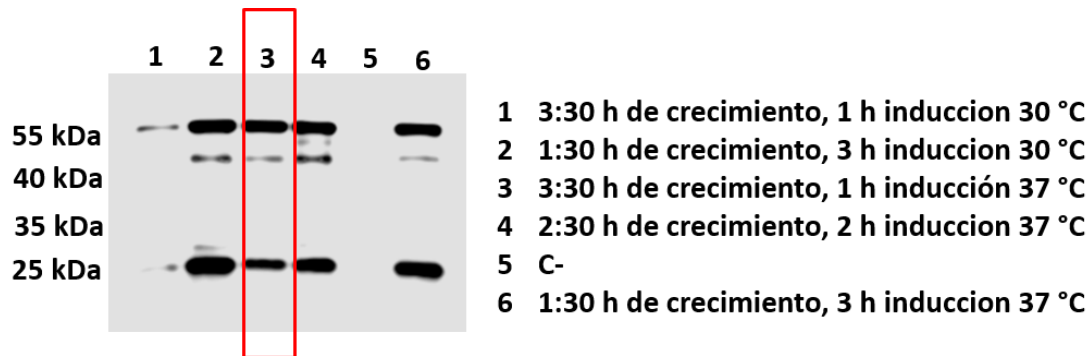 1 2 3 4 5 6
55 kDa
40 kDa
35 kDa
25 kDa
1 3:30 h de crecimiento, 1 h induccion 30 °C
2 1:30 h de crecimiento, 3 h induccion 30 °C
3 3:30 h de crecimiento, 1 h inducción 37 °C
4 2:30 h de crecimiento, 2 h induccion 37 °C
5 C-
6 1:30 h de crecimiento, 3 h induccion 37 °C